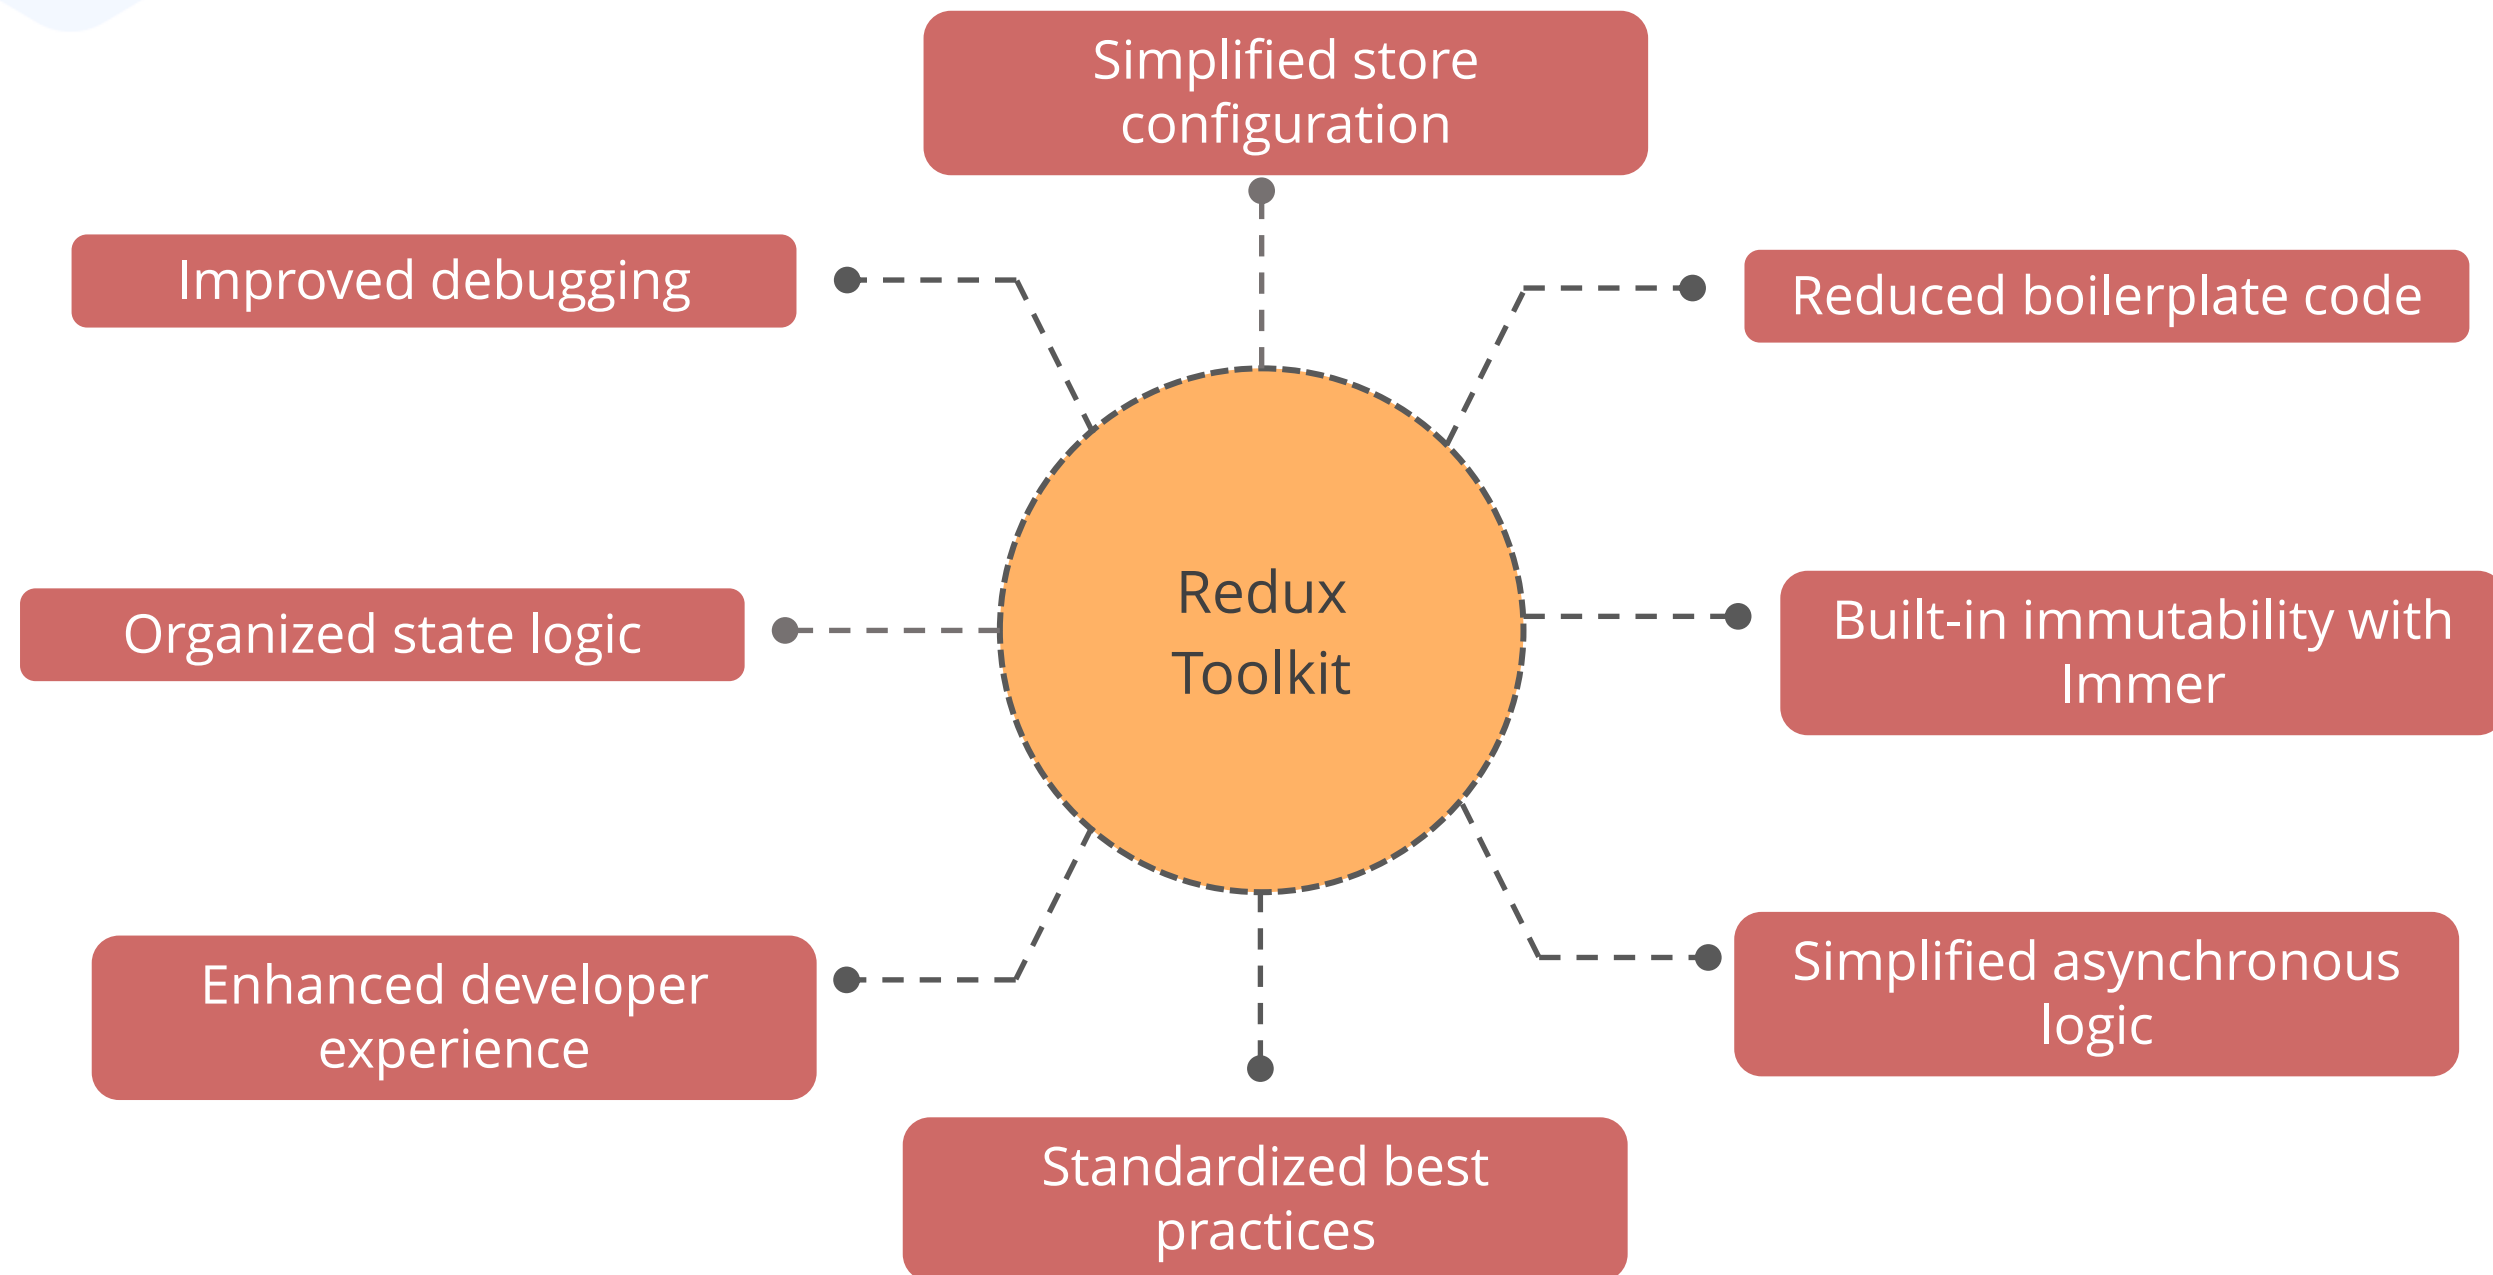 Simplified store
configuration
Improved debugging
Reduced boilerplate code
Redux
Toolkit
Organized state logic
Built-in immutability with
Immer
Enhanced developer
experience
Simplified asynchronous
logic
Standardized best
practices